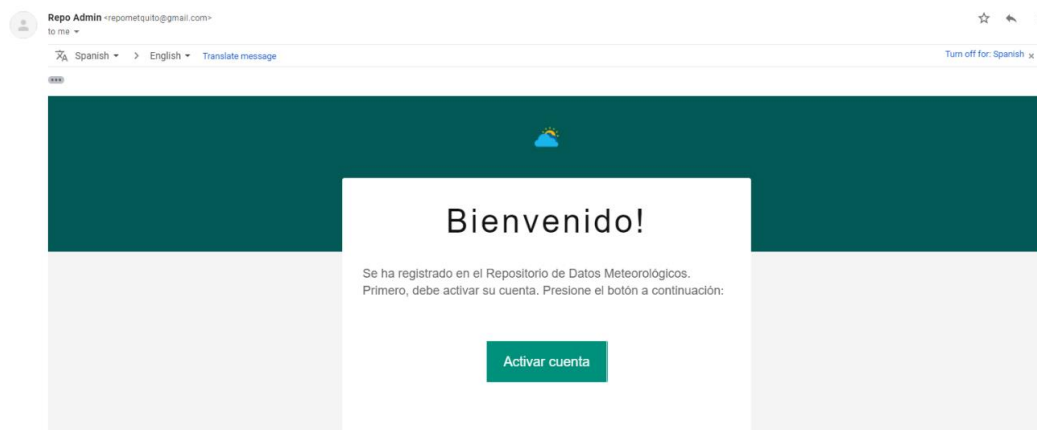 Repo Admin <repometquito@gmail.com>
to me
Spanish > English Translate message Turn off for: Spanish x
Bienvenido!
Se ha registrado en el Repositorio de Datos Meteorológicos.
Primero, debe activar su cuenta. Presione el botón a continuación:
Activar cuenta